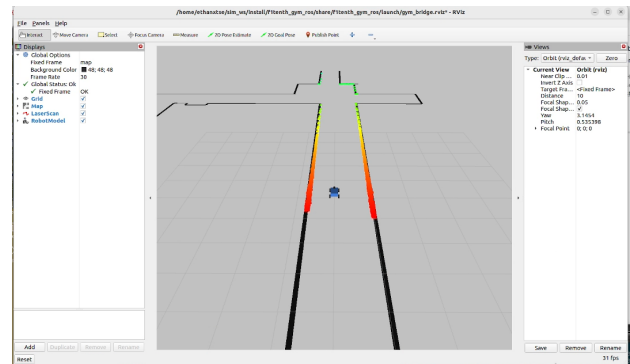 /home/ethanxtse/sim_ws/install/f1tenth_gym_ros/share/f1tenth_gym_ros/launch/gym_bridge.rviz* - RViz
File Panels Help
Interact Move Camera Select Focus Camera Measure 2D Pose Estimate 2D Goal Pose Publish Point
Displays
Global Options
Fixed Frame map
Background Color 48; 48; 48
Frame Rate 30
Global Status: Ok
Fixed Frame OK
Grid
Map
LaserScan
RobotModel
Add Duplicate Remove Rename
Reset
Views
Type: Orbit (rviz_defau Zero
Current View Orbit (rviz)
Near Clip ... 0.01
Invert Z Axis
Target Fra... <Fixed Frame>
Distance 10
Focal Shap... 0.05
Focal Shap...
Yaw 3.1454
Pitch 0.535398
Focal Point 0; 0; 0
Save Remove Rename
31 fps